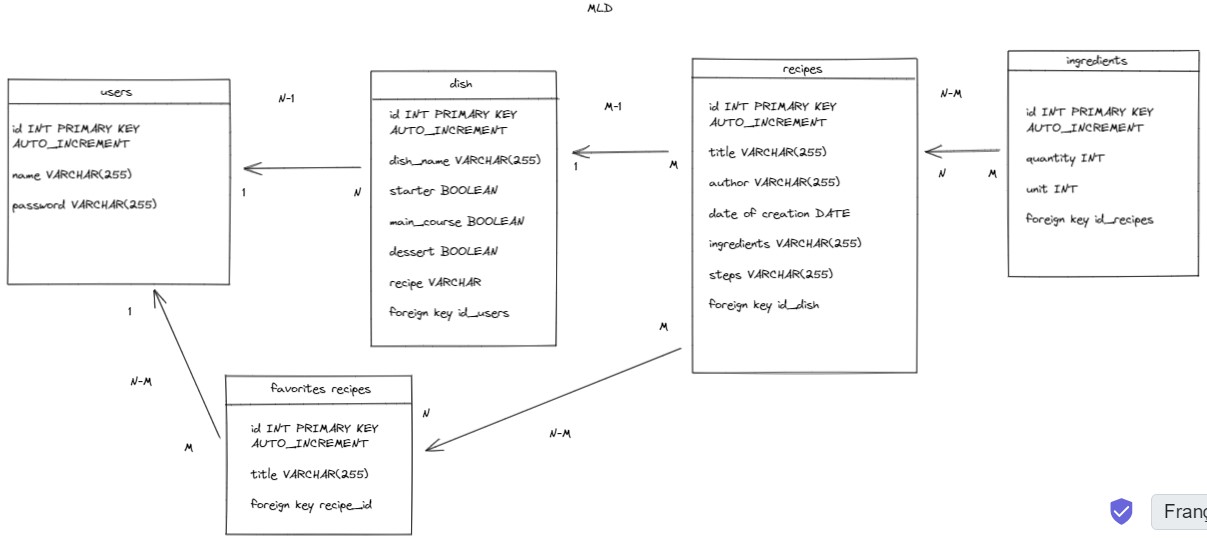 MLD
users
id INT PRIMARY KEY
AUTO_INCREMENT
name VARCHAR(255)
password VARCHAR(255)
N-1
1
N
dish
id INT PRIMARY KEY
AUTO_INCREMENT
dish_name VARCHAR(255)
starter BOOLEAN
main_course BOOLEAN
dessert BOOLEAN
recipe VARCHAR
foreign key id_users
M-1
1
M
recipes
id INT PRIMARY KEY
AUTO_INCREMENT
title VARCHAR(255)
author VARCHAR(255)
date of creation DATE
ingredients VARCHAR(255)
steps VARCHAR(255)
foreign key id_dish
N-M
N
M
ingredients
id INT PRIMARY KEY
AUTO_INCREMENT
quantity INT
unit INT
foreign key id_recipes
1
N-M
M
favorites recipes
id INT PRIMARY KEY
AUTO_INCREMENT
title VARCHAR(255)
foreign key recipe_id
M
N
N-M